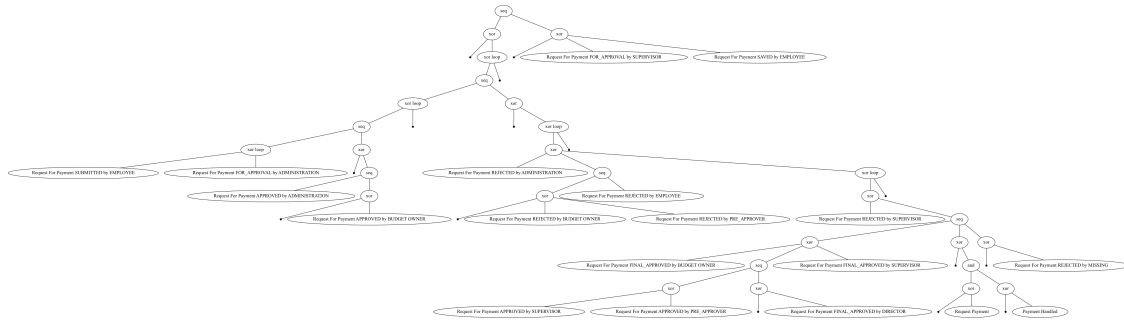 seq
xor
xor
xor loop
Request For Payment FOR_APPROVAL by SUPERVISOR
Request For Payment SAVED by EMPLOYEE
seq
xor loop
xor
seq
xor loop
xor loop
xor
xor
Request For Payment SUBMITTED by EMPLOYEE
Request For Payment FOR_APPROVAL by ADMINISTRATION
seq
Request For Payment REJECTED by ADMINISTRATION
seq
xor loop
Request For Payment APPROVED by ADMINISTRATION
xor
xor
Request For Payment REJECTED by EMPLOYEE
xor
Request For Payment APPROVED by BUDGET OWNER
Request For Payment REJECTED by BUDGET OWNER
Request For Payment REJECTED by PRE_APPROVER
Request For Payment REJECTED by SUPERVISOR
seq
xor
xor
xor
Request For Payment FINAL_APPROVED by BUDGET OWNER
seq
Request For Payment FINAL_APPROVED by SUPERVISOR
and
Request For Payment REJECTED by MISSING
xor
xor
xor
xor
Request For Payment APPROVED by SUPERVISOR
Request For Payment APPROVED by PRE_APPROVER
Request For Payment FINAL_APPROVED by DIRECTOR
Request Payment
Payment Handled